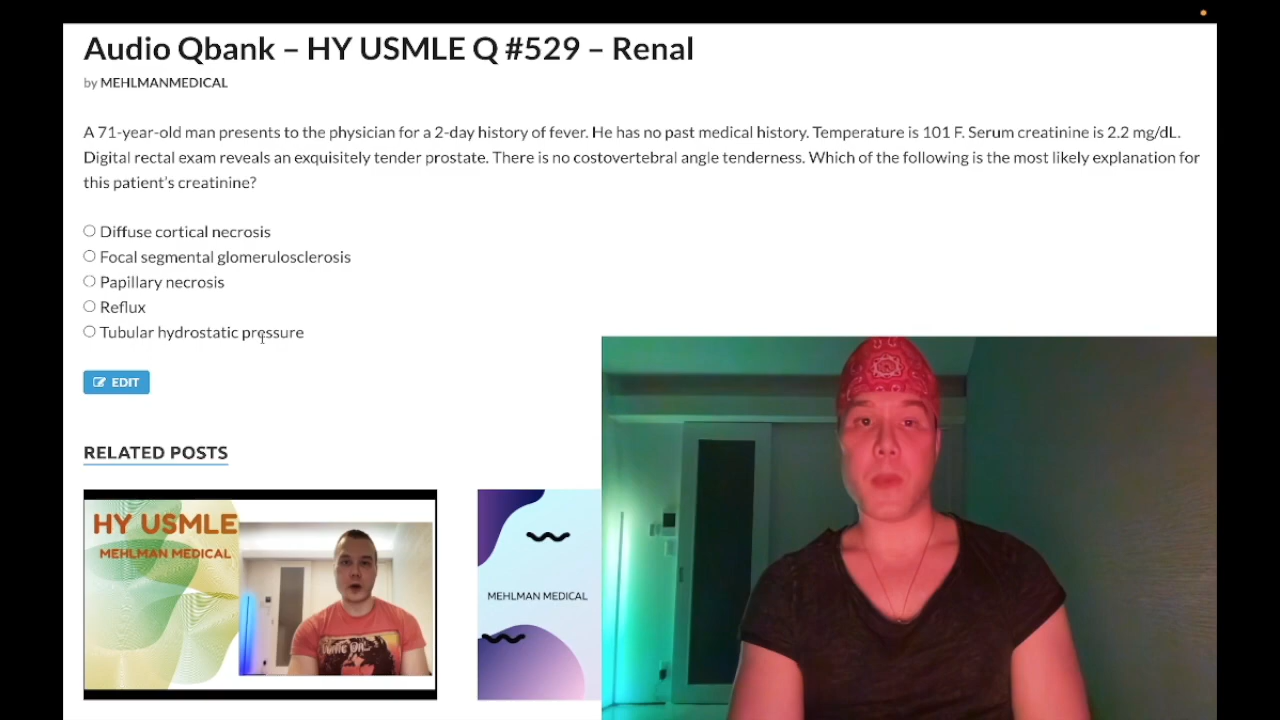 Audio Qbank – HY USMLE Q #529 – Renal
by MEHLMANMEDICAL
A 71-year-old man presents to the physician for a 2-day history of fever. He has no past medical history. Temperature is 101 F. Serum creatinine is 2.2 mg/dL.
Digital rectal exam reveals an exquisitely tender prostate. There is no costovertebral angle tenderness. Which of the following is the most likely explanation for
this patient's creatinine?
Diffuse cortical necrosis
Focal segmental glomerulosclerosis
Papillary necrosis
Reflux
Tubular hydrostatic pressure
EDIT
RELATED POSTS
HY USMLE
MEHLMAN MEDICAL
MEHLMAN MEDICAL